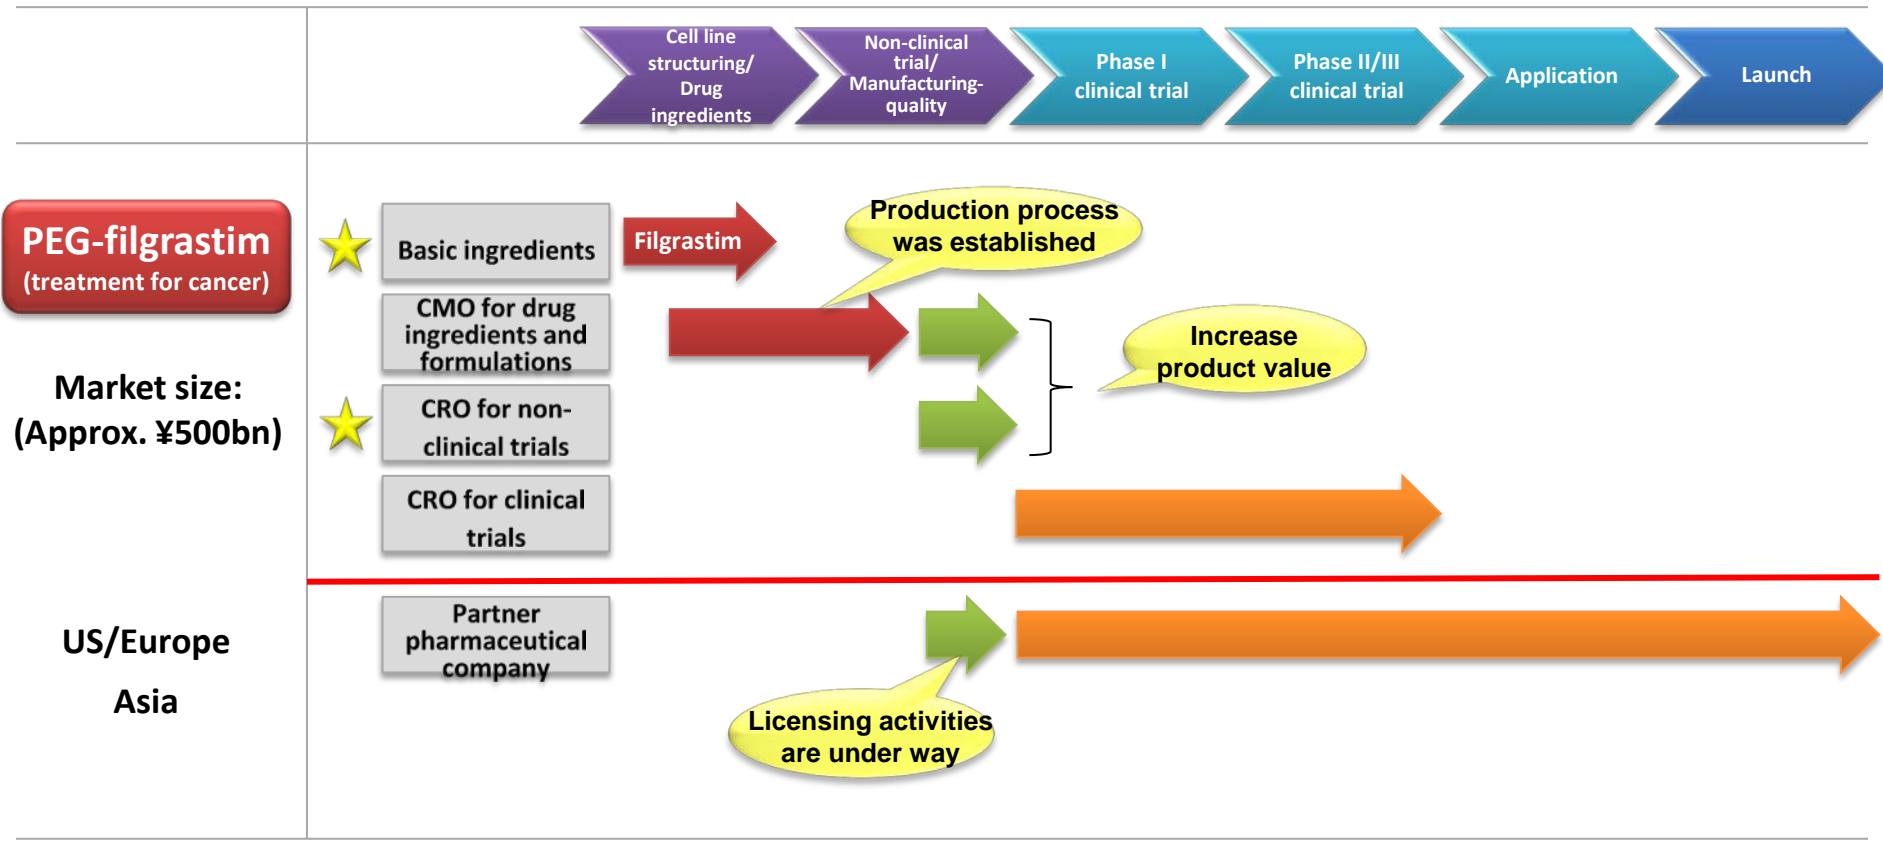 Cell line
structuring/
Drug
ingredients
Non-clinical
trial/
Manufacturing-
quality
Phase I
clinical trial
Phase II/III
clinical trial
Application
Launch
PEG-filgrastim
(treatment for cancer)
Market size:
(Approx. ¥500bn)
Basic ingredients
Filgrastim
Production process
was established
CMO for drug
ingredients and
formulations
Increase
product value
CRO for non-
clinical trials
CRO for clinical
trials
US/Europe
Asia
Partner
pharmaceutical
company
Licensing activities
are under way